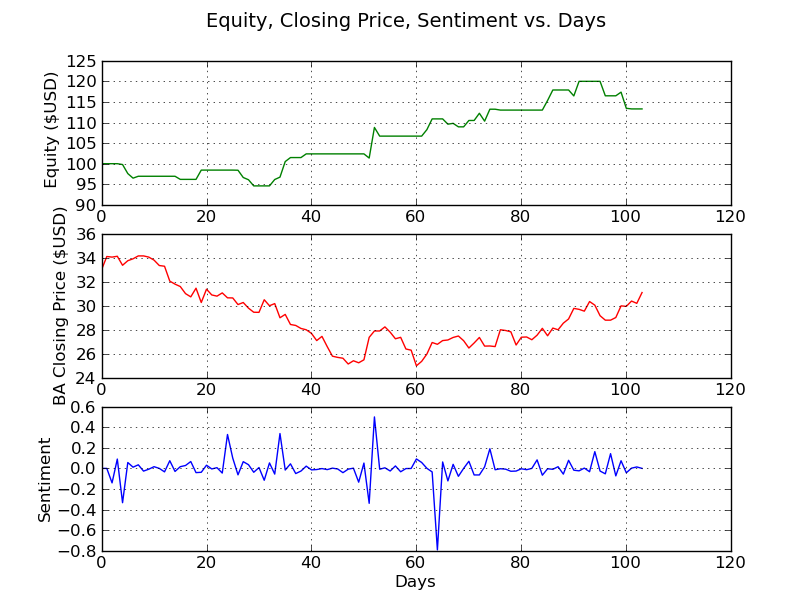 Equity, Closing Price, Sentiment vs. Days
Equity ($USD)
125
120
115
110
105
100
95
90
0 20 40 60 80 100 120
BA Closing Price ($USD)
36
34
32
30
28
26
24
0 20 40 60 80 100 120
Sentiment
0.6
0.4
0.2
0.0
−0.2
−0.4
−0.6
−0.8
0 20 40 60 80 100 120
Days